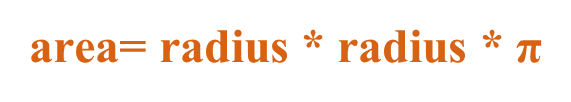 area= radius * radius * π